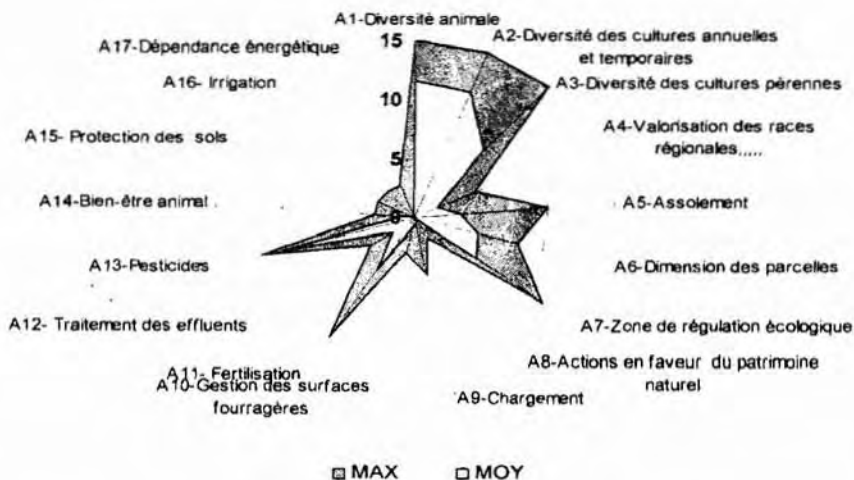 A1-Diversité animale
A17-Dépendance énergétique
15
A2-Diversité des cultures annuelles
et temporaires
A16- Irrigation
A3-Diversité des cultures pérennes
10
A4-Valorisation des races
régionales,,,,,
A15- Protection des sols
5
A14-Bien-être animal
0
A5-Assolement
A13-Pesticides
A6-Dimension des parcelles
A12- Traitement des effluents
A7-Zone de régulation écologique
A11- Fertilisation
A10-Gestion des surfaces
fourragères
A8-Actions en faveur du patrimoine
naturel
A9-Chargement
MAX
MOY